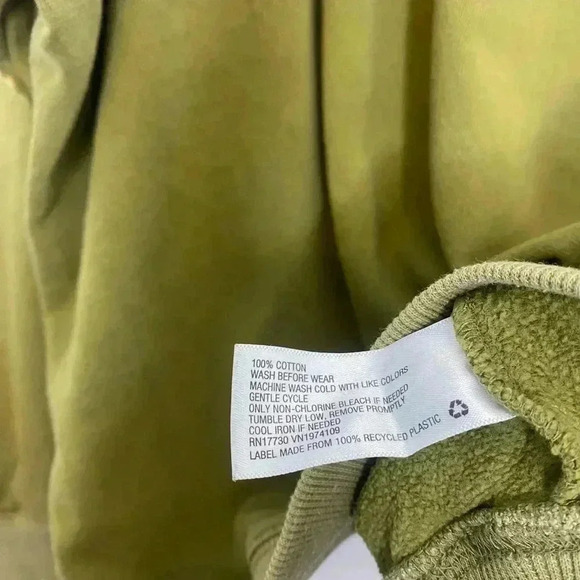 100% COTTON
WASH BEFORE WEAR
MACHINE WASH COLD WITH LIKE COLORS
GENTLE CYCLE
ONLY NON-CHLORINE BLEACH IF NEEDED
TUMBLE DRY LOW, REMOVE PROMPTLY
COOL IRON IF NEEDED
RN17730 VN1974109
LABEL MADE FROM 100% RECYCLED PLASTIC